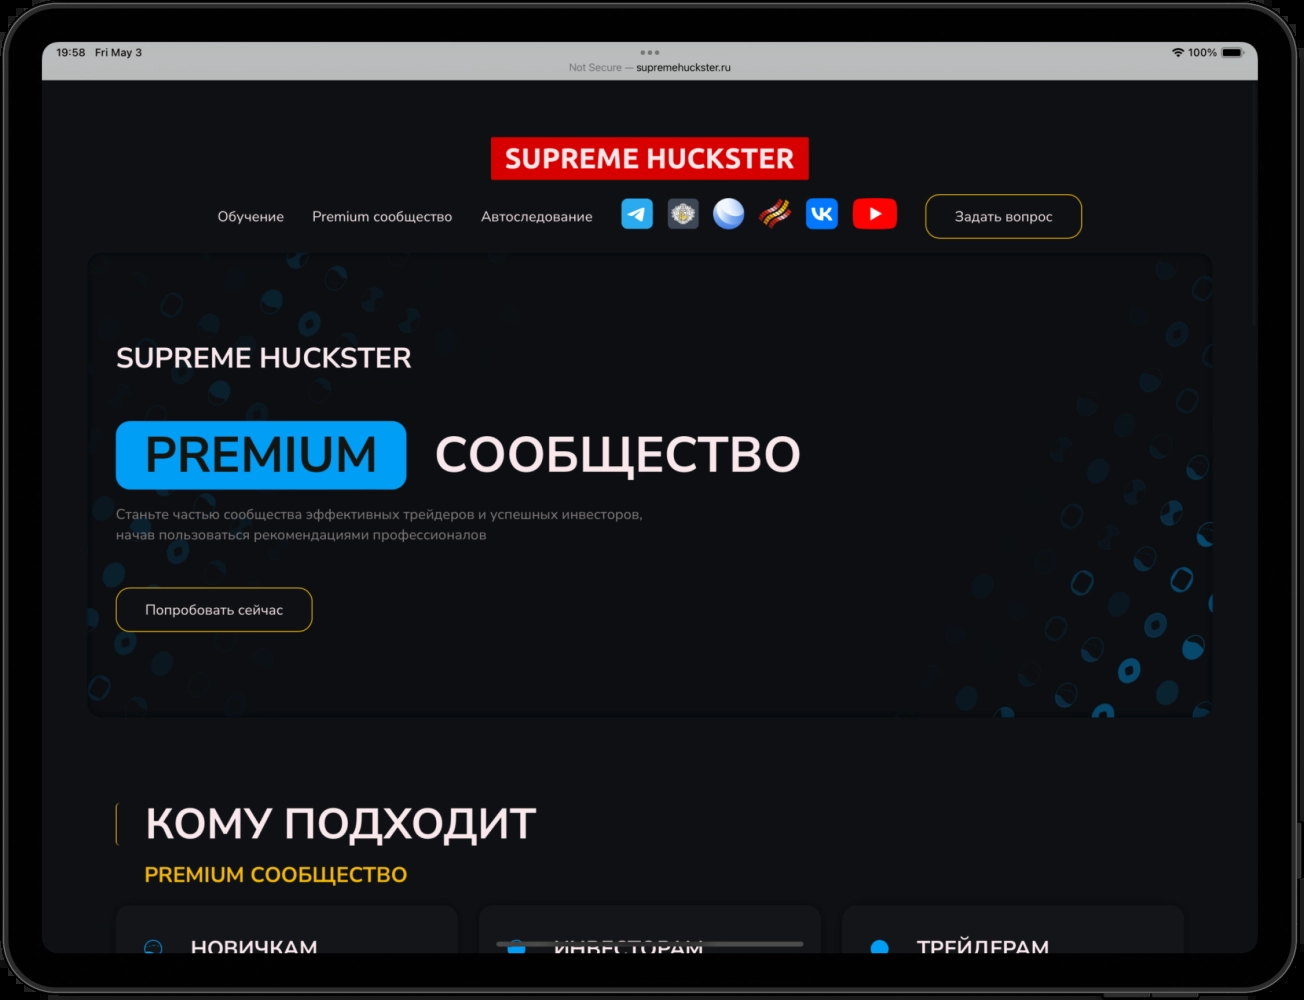 19:58 Fri May 3
100%
Not Secure — supremehuckster.ru
SUPREME HUCKSTER
Обучение Premium сообщество Автоследование Задать вопрос
SUPREME HUCKSTER
PREMIUM СООБЩЕСТВО
Станьте частью сообщества эффективных трейдеров и успешных инвесторов,
начав пользоваться рекомендациями профессионалов
Попробовать сейчас
КОМУ ПОДХОДИТ
PREMIUM СООБЩЕСТВО
НОВИЧКАМ ИНВЕСТОРАМ ТРЕЙДЕРАМ